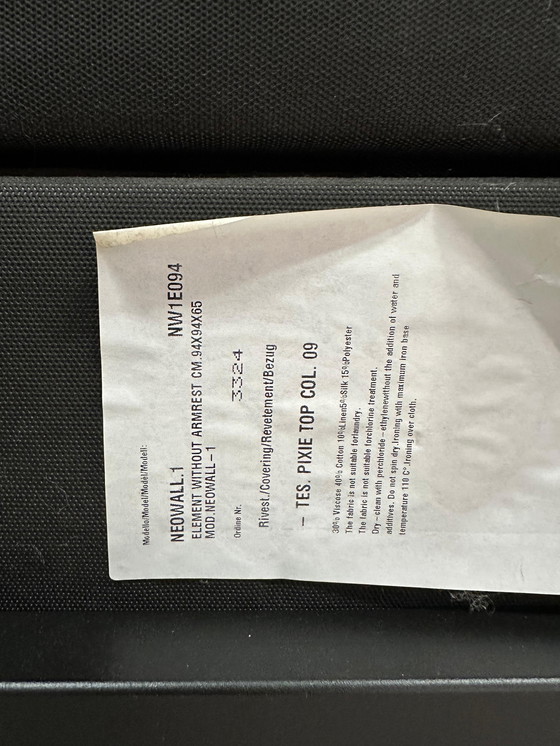 Modello/Model/Model/Modell:
NEOWALL.1 NW1E094
ELEMENT WITHOUT ARMREST CM.94X94X65
MOD.NEOWALL-1
Ordine Nr. 3324
Rivest./Covering/Revetement/Bezug
- TES. PIXIE TOP COL. 09
30% Viscose 40% Cotton 10%Linen5%Silk 15%Polyester
The fabric is not suitable forlaundry.
The fabric is not suitable forchlorine treatment.
Dry-clean with perchloride-ethylenewithout the addition of water and
additives. Do not spin dry.Ironing with maximum iron base
temperature 110 C°.Ironing over cloth.